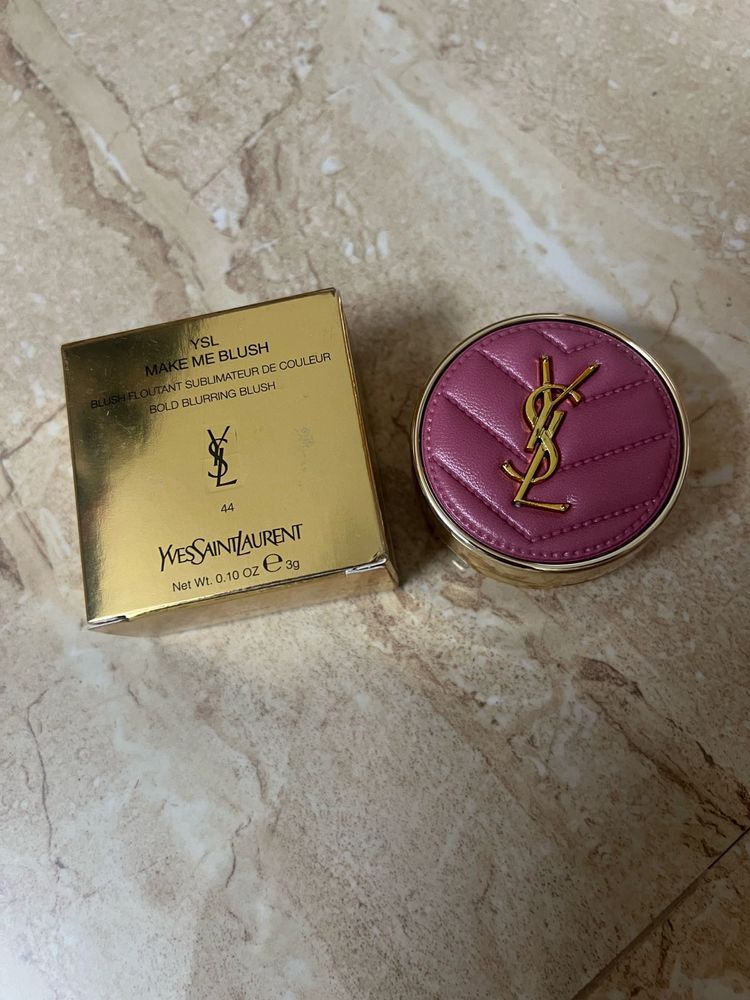 YSL
MAKE ME BLUSH
BLUSH FLOUTANT SUBLIMATEUR DE COULEUR
BOLD BLURRING BLUSH
YSL
44
YVESSAINTLAURENT
Net Wt. 0.10 OZ ℮ 3g
YSL